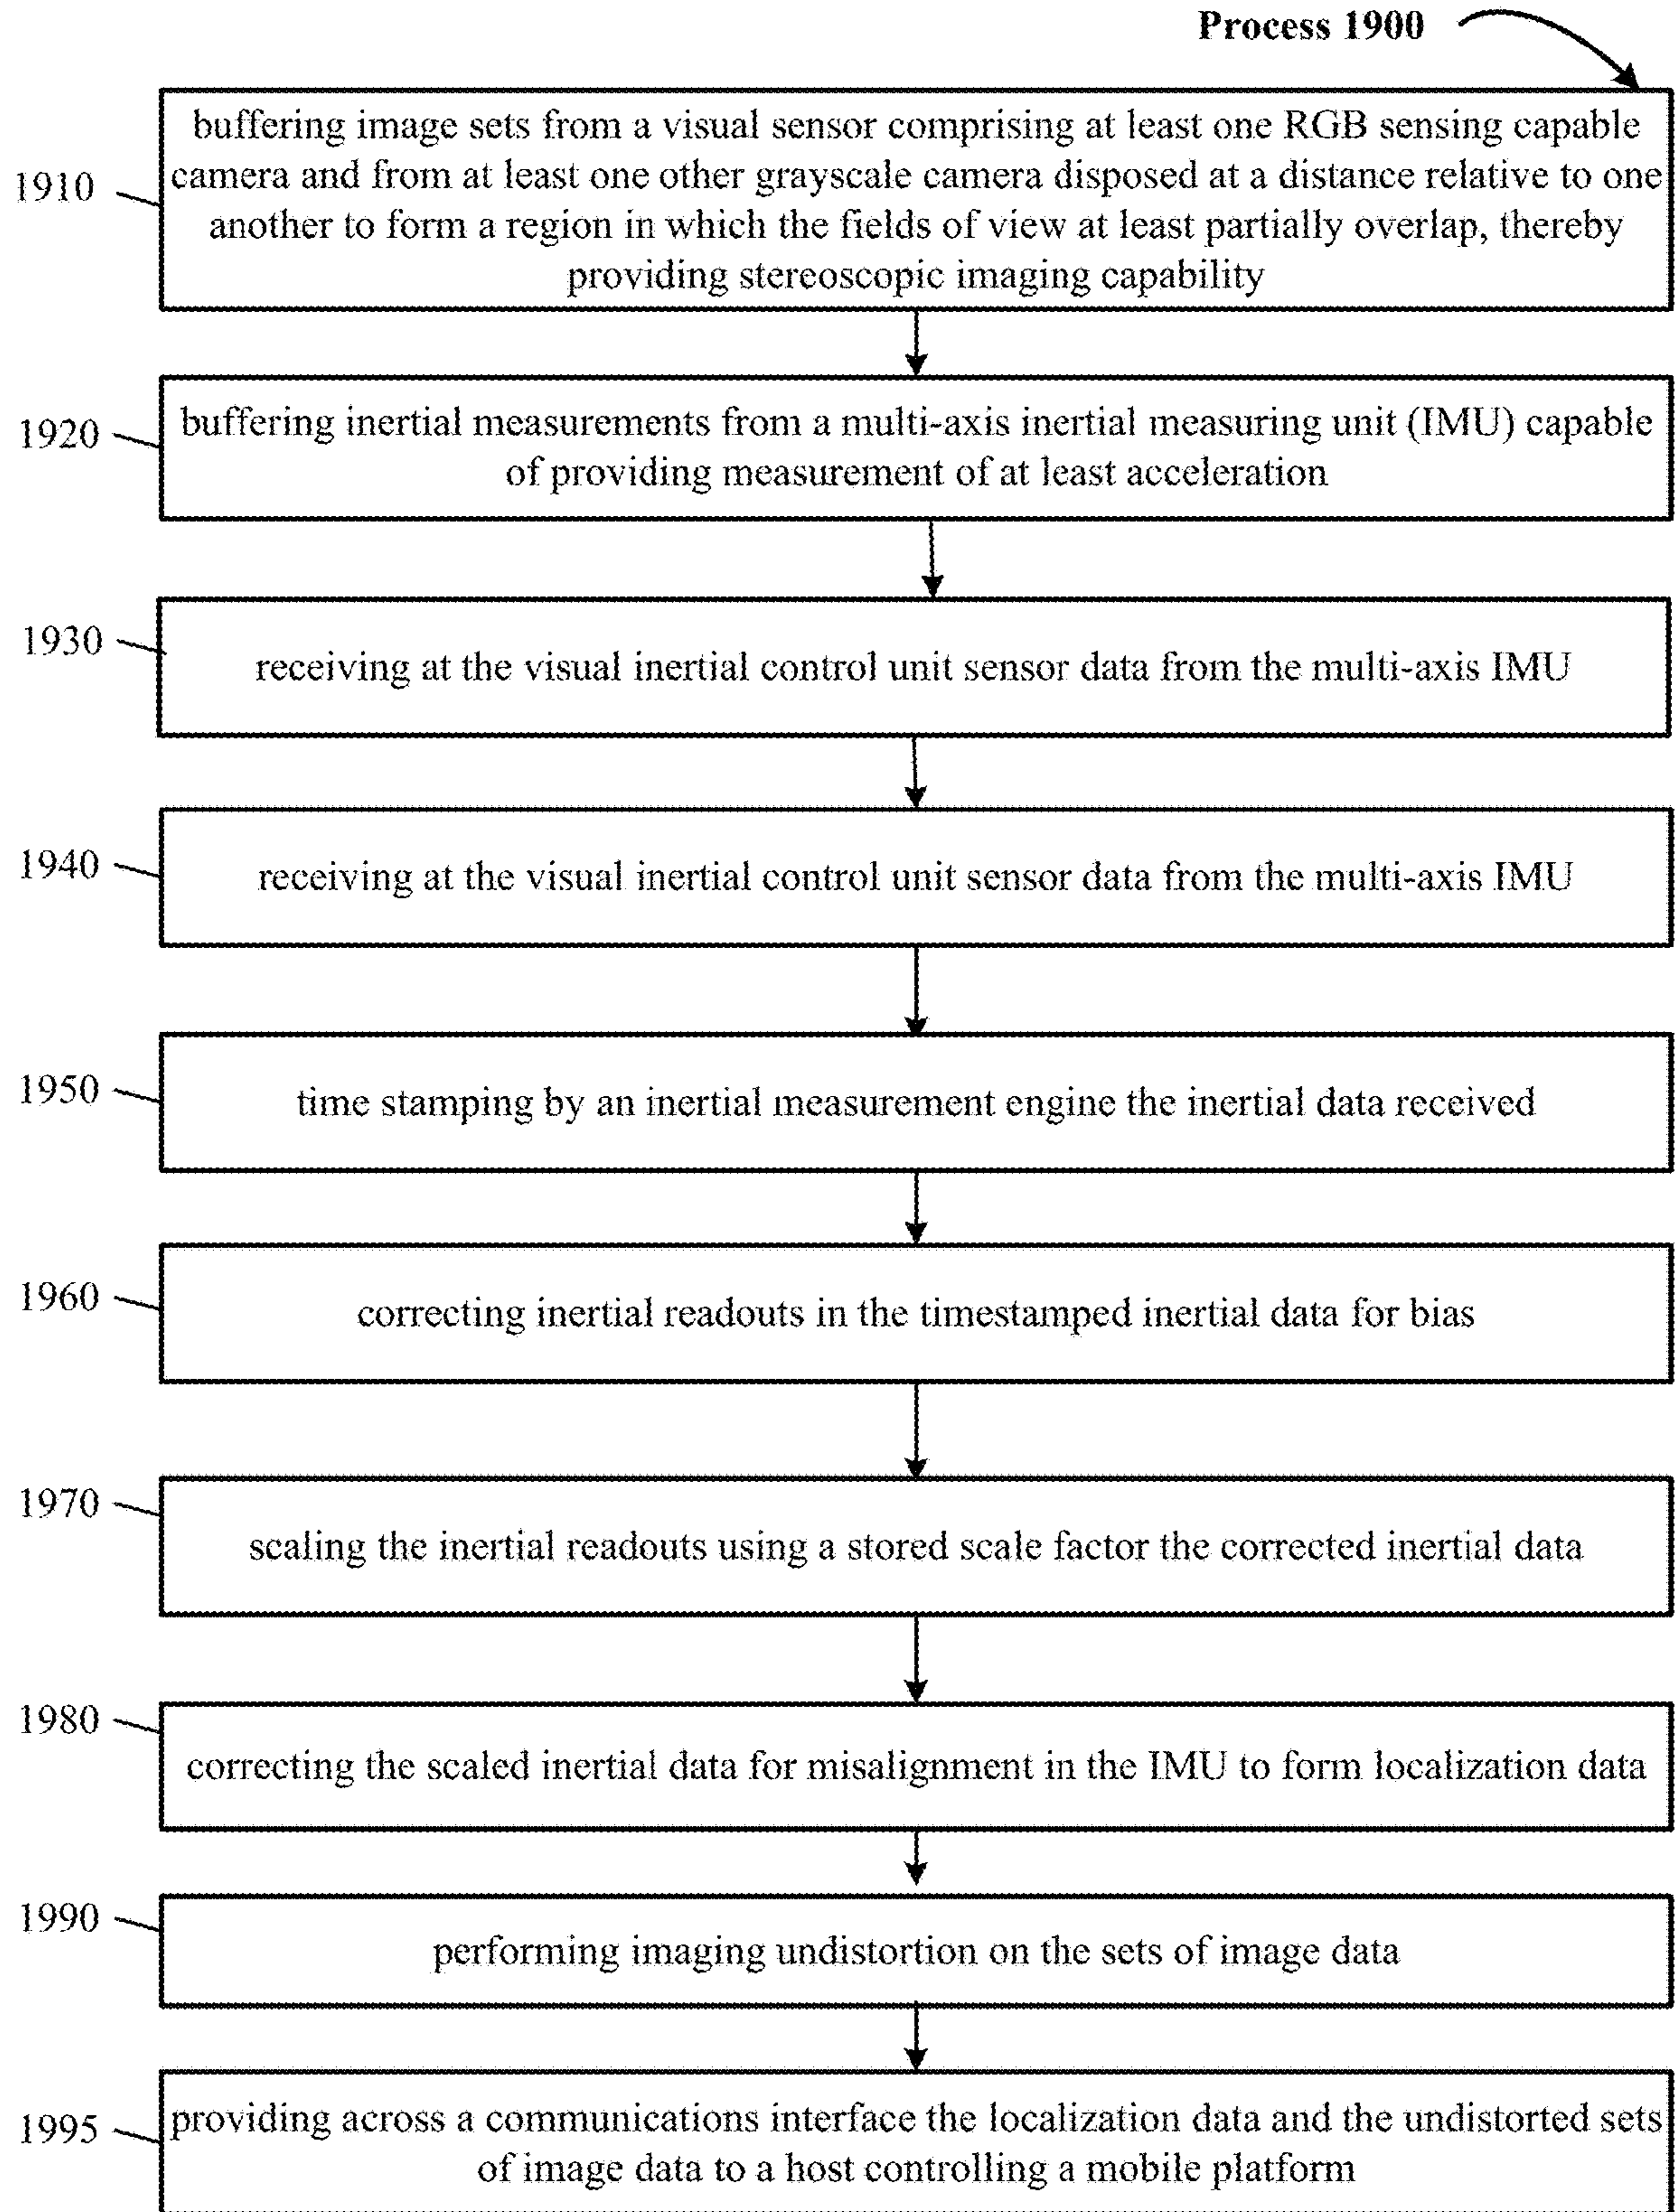 Process 1900
1910
buffering image sets from a visual sensor comprising at least one RGB sensing capable
camera and from at least one other grayscale camera disposed at a distance relative to one
another to form a region in which the fields of view at least partially overlap, thereby
providing stereoscopic imaging capability
1920
buffering inertial measurements from a multi-axis inertial measuring unit (IMU) capable
of providing measurement of at least acceleration
1930
receiving at the visual inertial control unit sensor data from the multi-axis IMU
1940
receiving at the visual inertial control unit sensor data from the multi-axis IMU
1950
time stamping by an inertial measurement engine the inertial data received
1960
correcting inertial readouts in the timestamped inertial data for bias
1970
scaling the inertial readouts using a stored scale factor the corrected inertial data
1980
correcting the scaled inertial data for misalignment in the IMU to form localization data
1990
performing imaging undistortion on the sets of image data
1995
providing across a communications interface the localization data and the undistorted sets
of image data to a host controlling a mobile platform